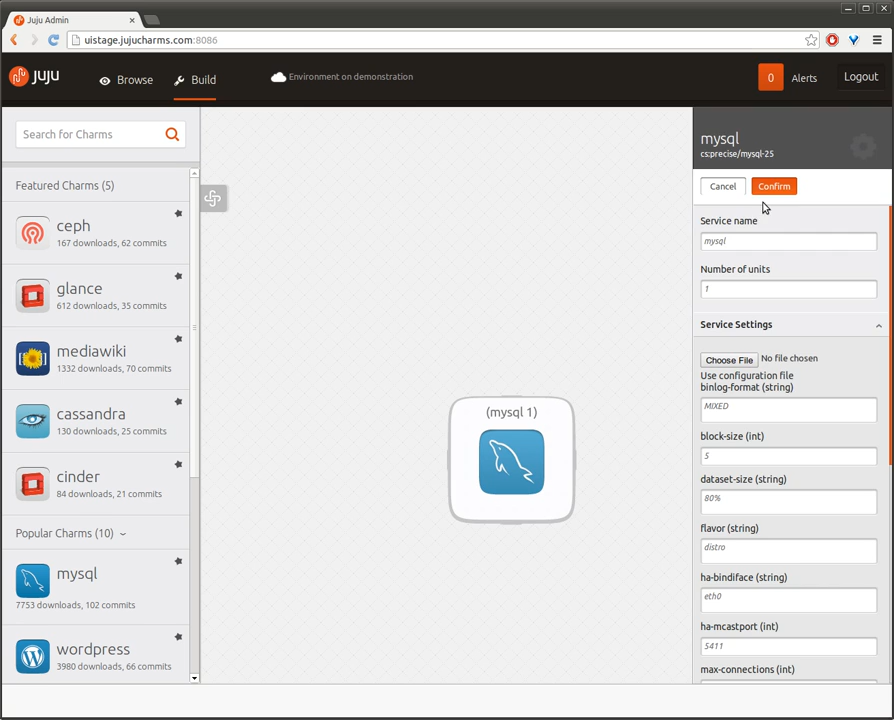 Juju Admin
uistage.jujucharms.com:8086
juju
Browse
Build
Environment on demonstration
0
Alerts
Logout
Search for Charms
Featured Charms (5)
ceph
167 downloads, 62 commits
glance
612 downloads, 35 commits
mediawiki
1332 downloads, 70 commits
cassandra
130 downloads, 25 commits
cinder
84 downloads, 21 commits
Popular Charms (10)
mysql
7753 downloads, 102 commits
wordpress
3980 downloads, 66 commits
(mysql 1)
mysql
cs:precise/mysql-25
Cancel
Confirm
Service name
mysql
Number of units
1
Service Settings
Choose File No file chosen
Use configuration file
binlog-format (string)
MIXED
block-size (int)
5
dataset-size (string)
80%
flavor (string)
distro
ha-bindiface (string)
eth0
ha-mcastport (int)
5411
max-connections (int)